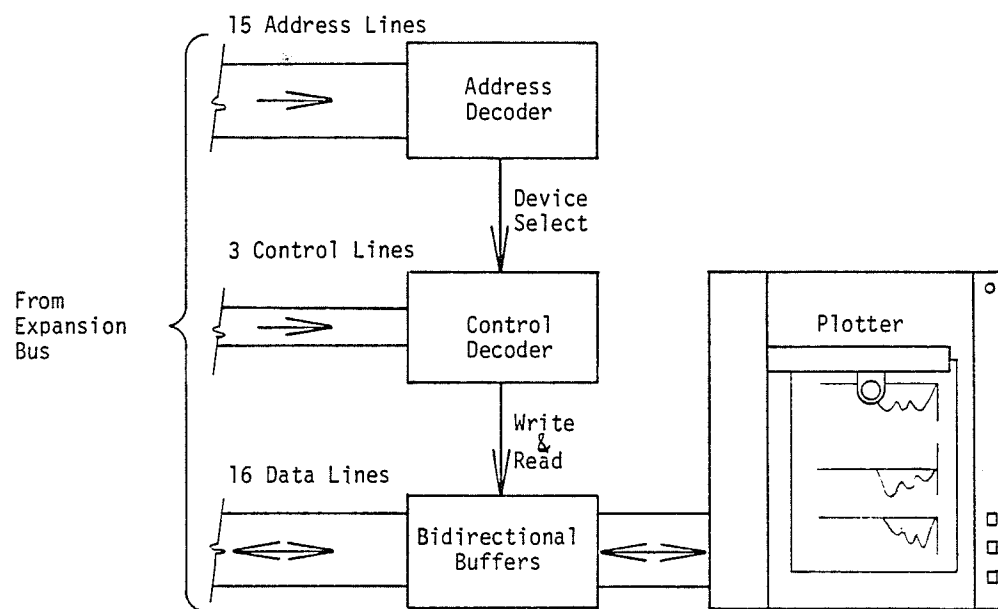 15 Address Lines
Address
Decoder
Device
Select
3 Control Lines
From
Expansion
Bus
Control
Decoder
Plotter
Write
&
Read
16 Data Lines
Bidirectional
Buffers